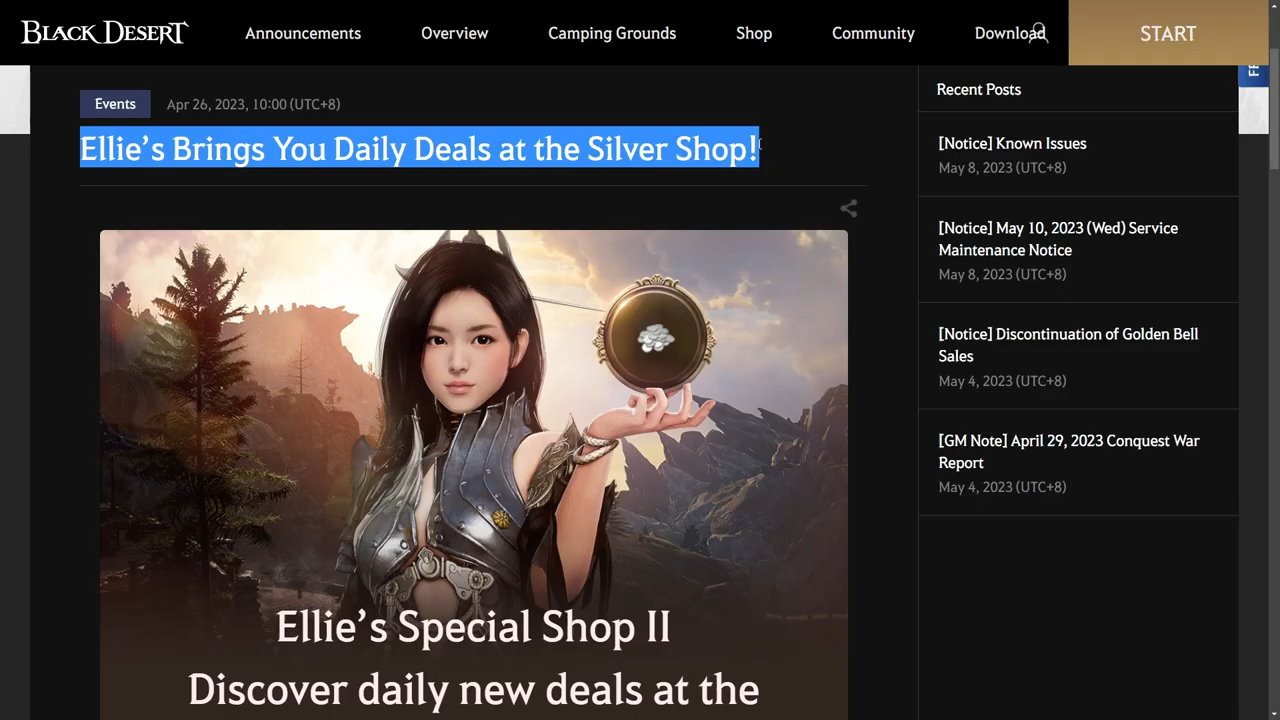 BLACK DESERT
Announcements
Overview
Camping Grounds
Shop
Community
Download
START
Events
Apr 26, 2023, 10:00 (UTC+8)
Ellie’s Brings You Daily Deals at the Silver Shop!
Ellie’s Special Shop II
Discover daily new deals at the
Recent Posts
[Notice] Known Issues
May 8, 2023 (UTC+8)
[Notice] May 10, 2023 (Wed) Service
Maintenance Notice
May 8, 2023 (UTC+8)
[Notice] Discontinuation of Golden Bell
Sales
May 4, 2023 (UTC+8)
[GM Note] April 29, 2023 Conquest War
Report
May 4, 2023 (UTC+8)